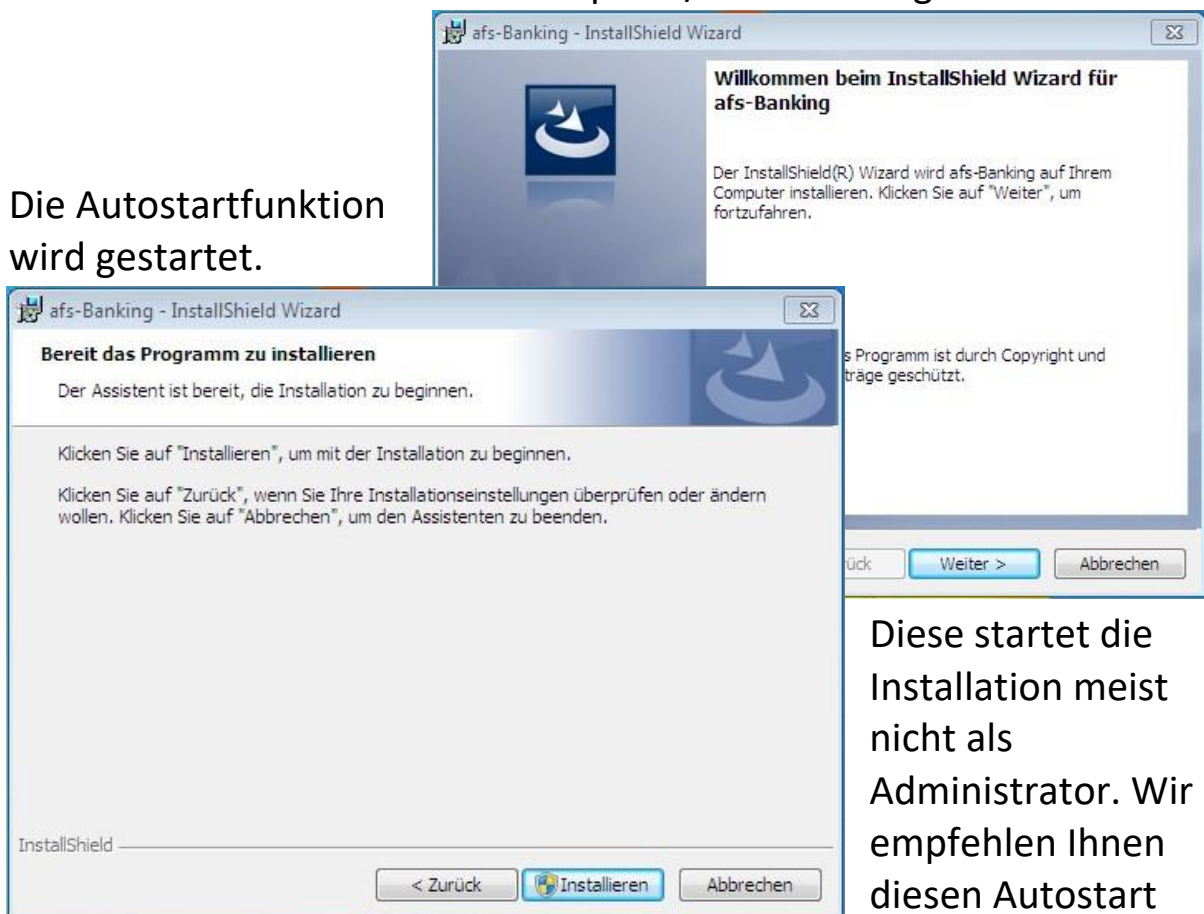 afs-Banking - InstallShield Wizard
Willkommen beim InstallShield Wizard für
afs-Banking
Der InstallShield(R) Wizard wird afs-Banking auf Ihrem
Computer installieren. Klicken Sie auf "Weiter", um
fortzufahren.
Die Autostartfunktion
wird gestartet.
Programm ist durch Copyright und
geschützt.
Weiter >
Abbrechen
afs-Banking - InstallShield Wizard
Bereit das Programm zu installieren
Der Assistent ist bereit, die Installation zu beginnen.
Klicken Sie auf "Installieren", um mit der Installation zu beginnen.
Klicken Sie auf "Zurück", wenn Sie Ihre Installationseinstellungen überprüfen oder ändern
wollen. Klicken Sie auf "Abbrechen", um den Assistenten zu beenden.
InstallShield
< Zurück
Installieren
Abbrechen
Diese startet die
Installation meist
nicht als
Administrator. Wir
empfehlen Ihnen
diesen Autostart